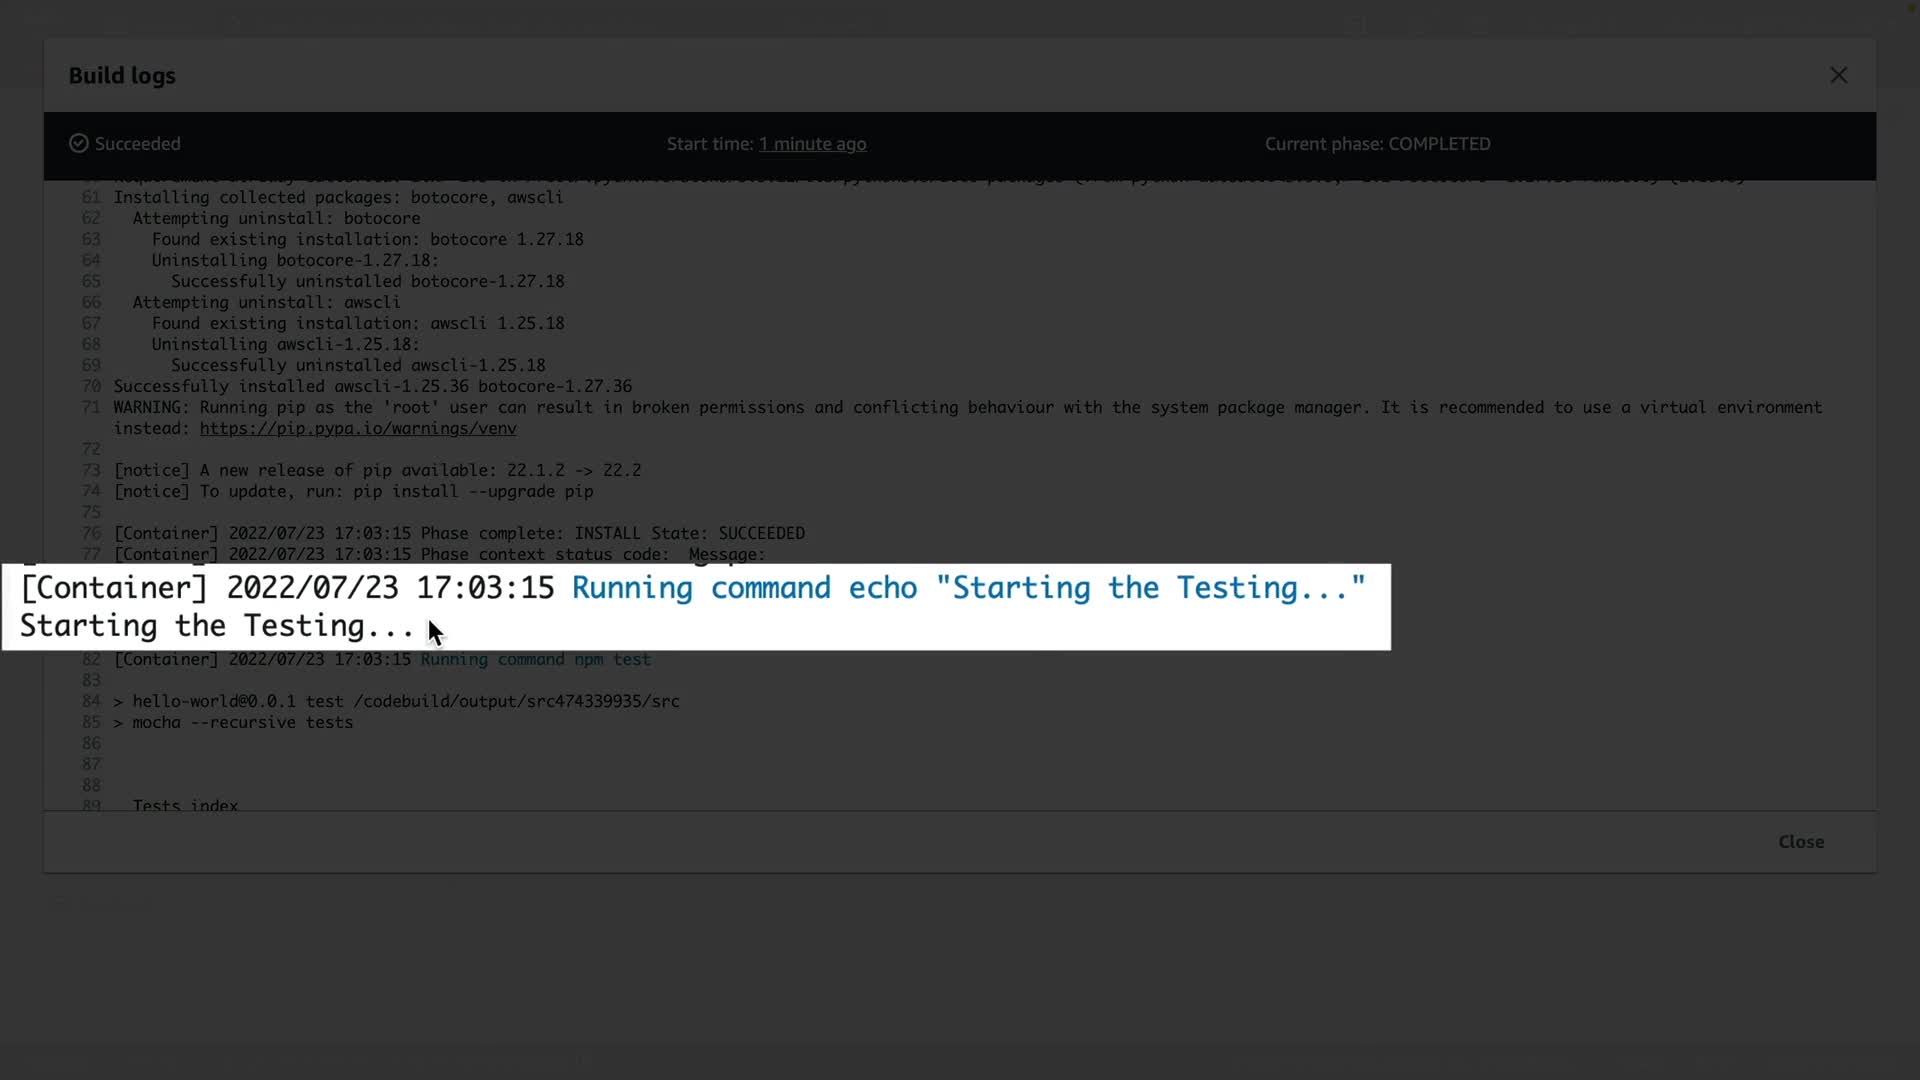 Build logs
Succeeded
Start time: 1 minute ago
Current phase: COMPLETED
61 Installing collected packages: botocore, awscli
62 Attempting uninstall: botocore
63 Found existing installation: botocore 1.27.18
64 Uninstalling botocore-1.27.18:
65 Successfully uninstalled botocore-1.27.18
66 Attempting uninstall: awscli
67 Found existing installation: awscli 1.25.18
68 Uninstalling awscli-1.25.18:
69 Successfully uninstalled awscli-1.25.18
70 Successfully installed awscli-1.25.36 botocore-1.27.36
71 WARNING: Running pip as the 'root' user can result in broken permissions and conflicting behaviour with the system package manager. It is recommended to use a virtual environment
instead: https://pip.pypa.io/warnings/venv
72
73 [notice] A new release of pip available: 22.1.2 -> 22.2
74 [notice] To update, run: pip install --upgrade pip
75
76 [Container] 2022/07/23 17:03:15 Phase complete: INSTALL State: SUCCEEDED
77 [Container] 2022/07/23 17:03:15 Phase context status code: Message:
[Container] 2022/07/23 17:03:15 Running command echo "Starting the Testing..."
Starting the Testing...
82 [Container] 2022/07/23 17:03:15 Running command npm test
83
84 > hello-world@0.0.1 test /codebuild/output/src474339935/src
85 > mocha --recursive tests
86
87
88
89 Tests index
Close